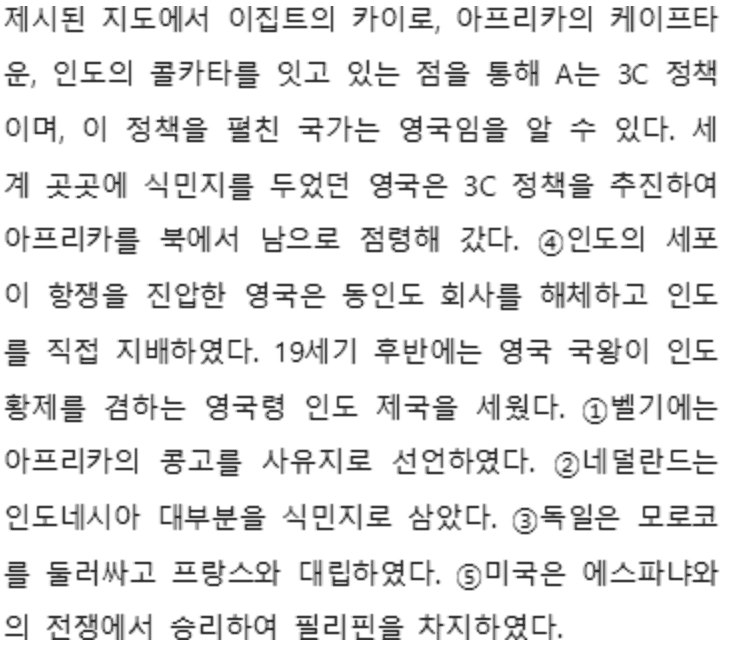 제시된 지도에서 이집트의 카이로, 아프리카의 케이프타
운, 인도의 콜카타를 잇고 있는 점을 통해 A는 3C 정책
이며, 이 정책을 펼친 국가는 영국임을 알 수 있다. 세
계 곳곳에 식민지를 두었던 영국은 3C 정책을 추진하여
아프리카를 북에서 남으로 점령해 갔다. ④인도의 세포
이 항쟁을 진압한 영국은 동인도 회사를 해체하고 인도
를 직접 지배하였다. 19세기 후반에는 영국 국왕이 인도
황제를 겸하는 영국령 인도 제국을 세웠다. ①벨기에는
아프리카의 콩고를 사유지로 선언하였다. ②네덜란드는
인도네시아 대부분을 식민지로 삼았다. ③독일은 모로코
를 둘러싸고 프랑스와 대립하였다. ⑤미국은 에스파냐와
의 전쟁에서 승리하여 필리핀을 차지하였다.